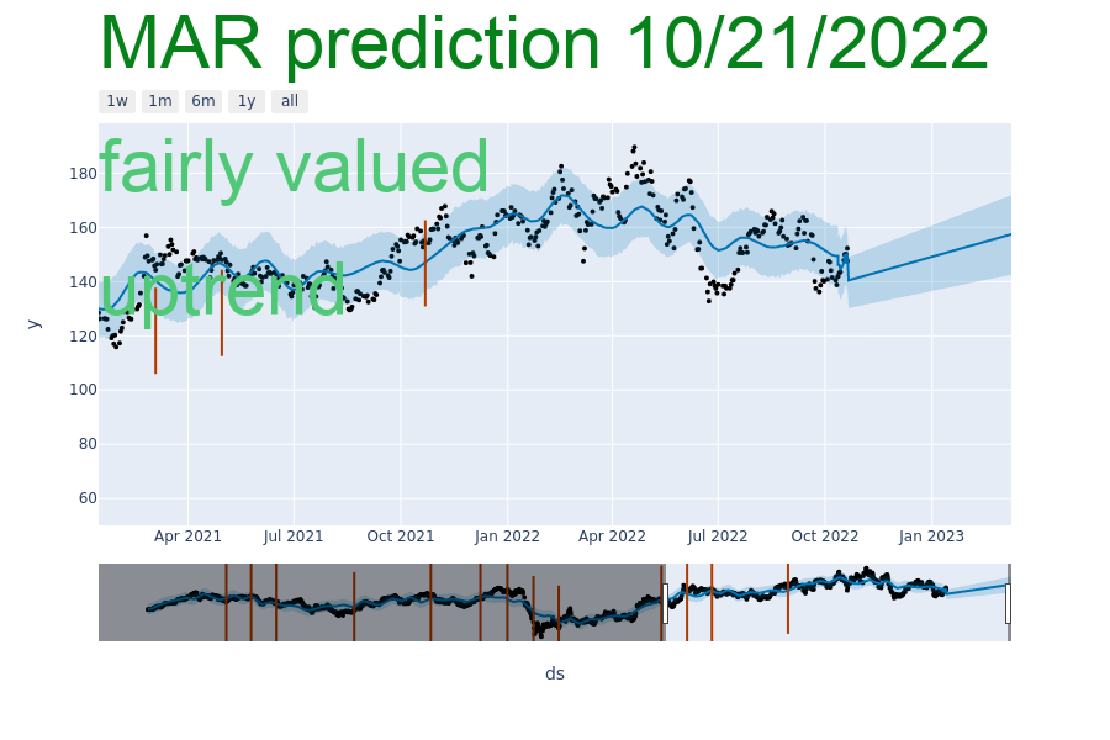 MAR prediction 10/21/2022
1w 1m 6m 1y all
fairly valued
uptrend
180
160
140
120
100
80
60
y
Apr 2021 Jul 2021 Oct 2021 Jan 2022 Apr 2022 Jul 2022 Oct 2022 Jan 2023
ds